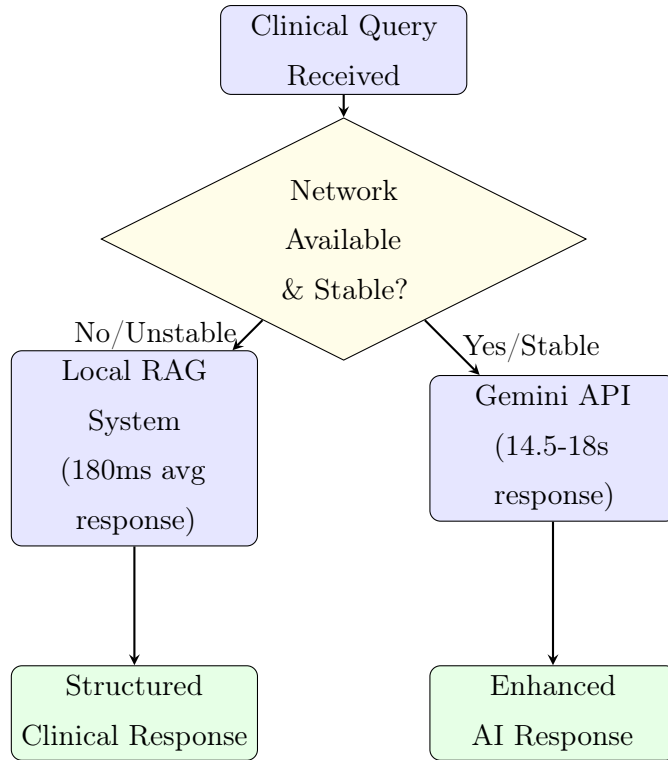 Clinical Query
Received
Network
Available
& Stable?
No/Unstable
Yes/Stable
Local RAG
System
(180ms avg
response)
Gemini API
(14.5-18s
response)
Structured
Clinical Response
Enhanced
AI Response